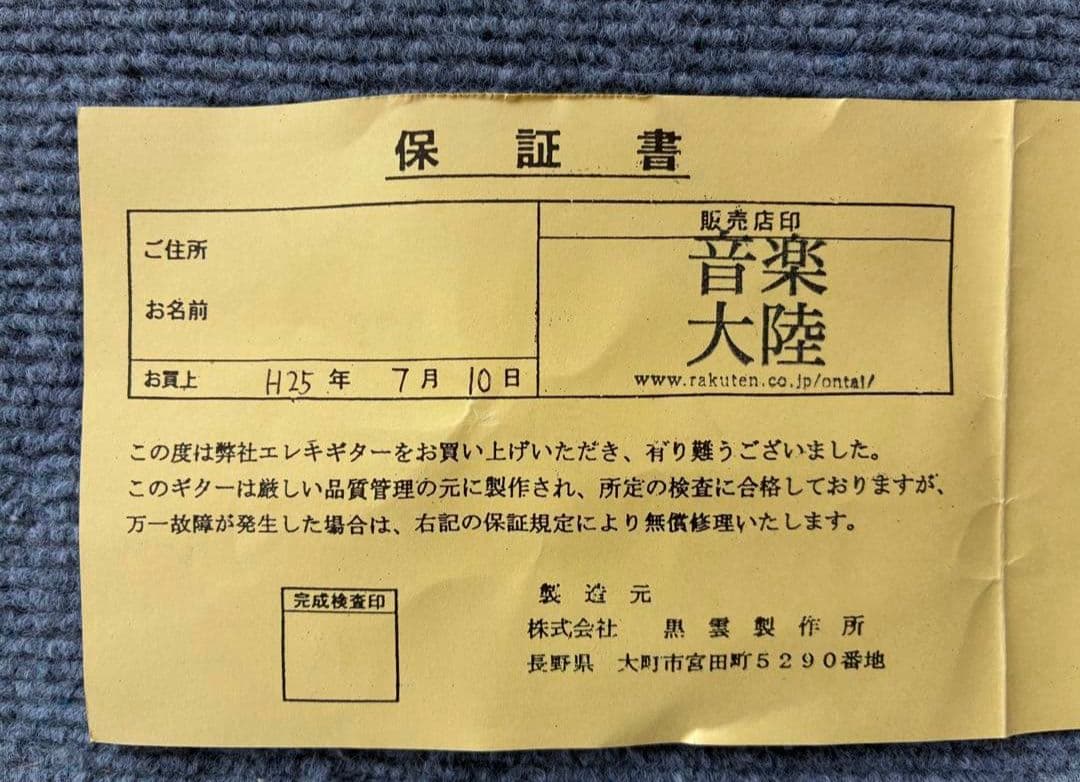 保証書
ご住所
お名前
お買上 H25年 7月 10日
販売店印
音楽
大陸
www.rakuten.co.jp/ontai/
この度は弊社エレキギターをお買い上げいただき、有り難うございました。
このギターは厳しい品質管理の元に製作され、所定の検査に合格しておりますが、
万一故障が発生した場合は、右記の保証規定により無償修理いたします。
完成検査印
製造元
株式会社 黒雲製作所
長野県 大町市宮田町5290番地